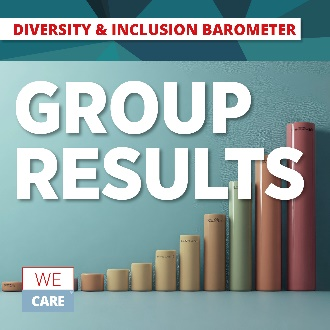 DIVERSITY & INCLUSION BAROMETER
GROUP
RESULTS
WE
CARE